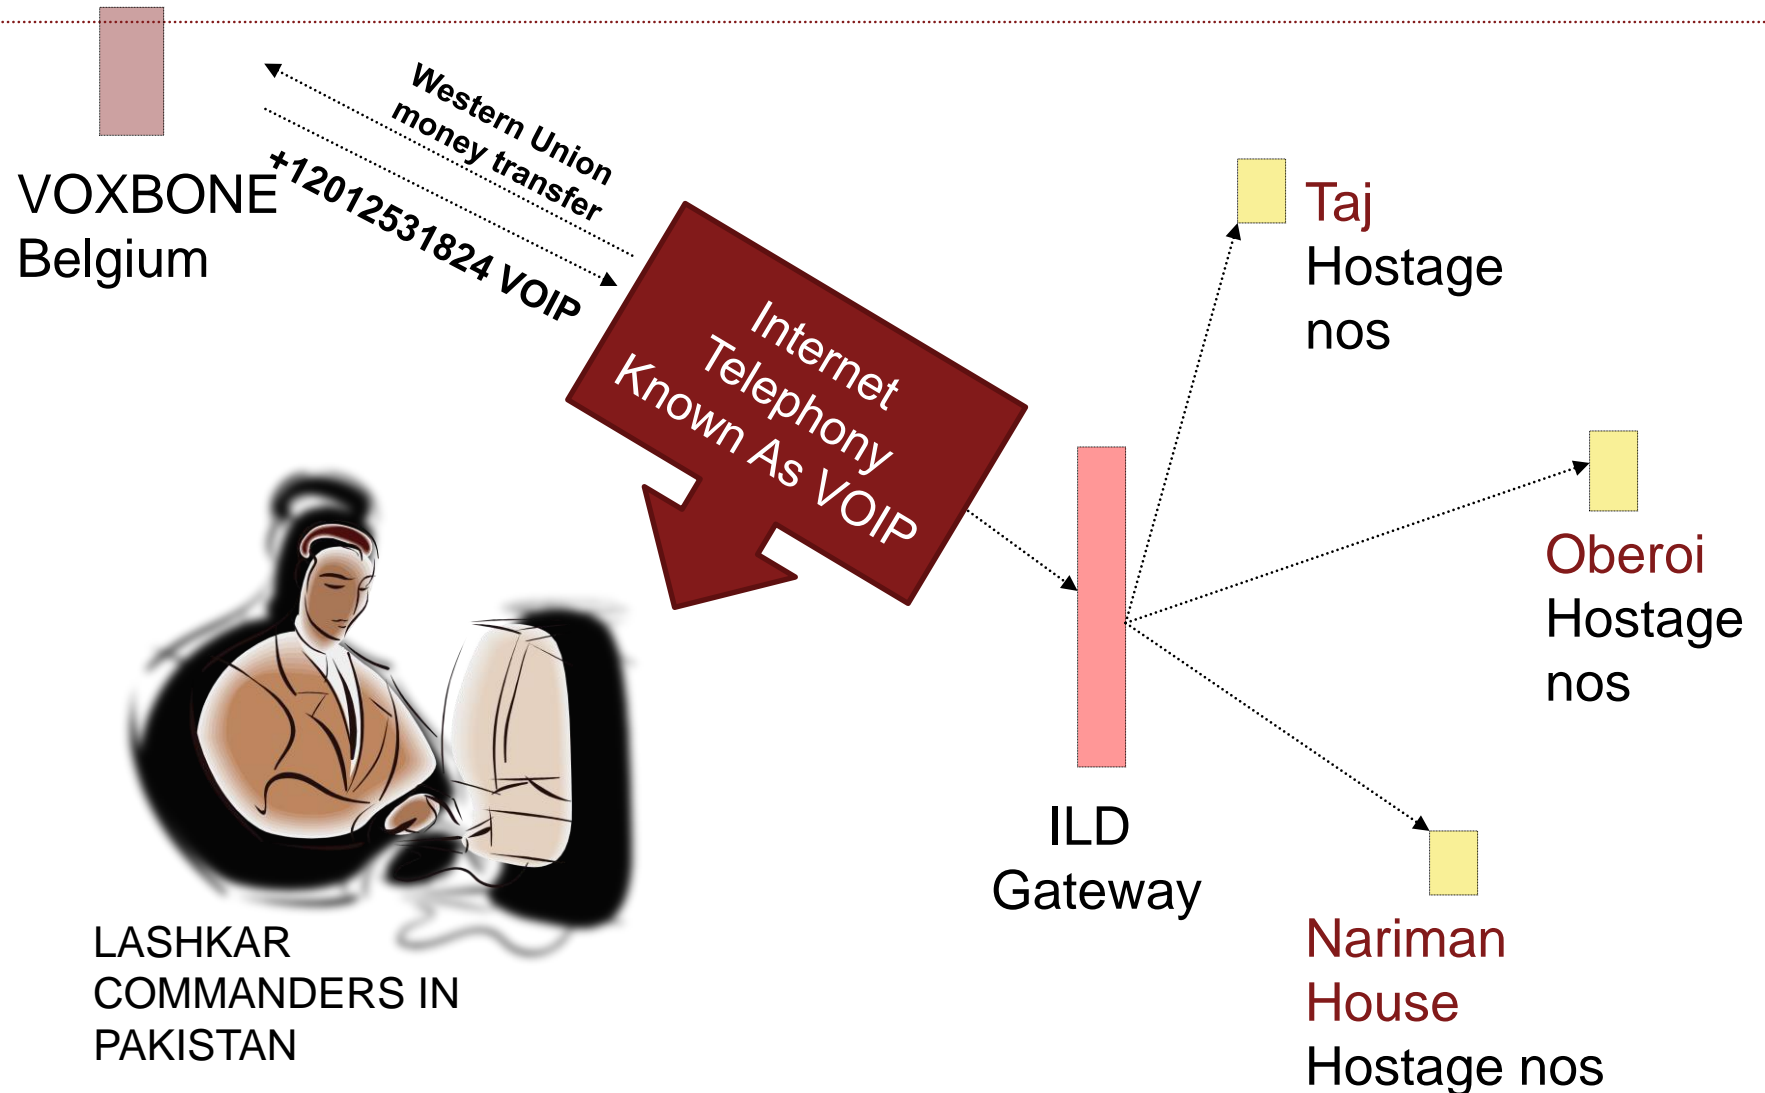 Western Union
money transfer
+12012531824 VOIP
VOXBONE
Belgium
Internet
Telephony
Known As VOIP
Taj
Hostage
nos
Oberoi
Hostage
nos
ILD
Gateway
Nariman
House
Hostage nos
LASHKAR
COMMANDERS IN
PAKISTAN